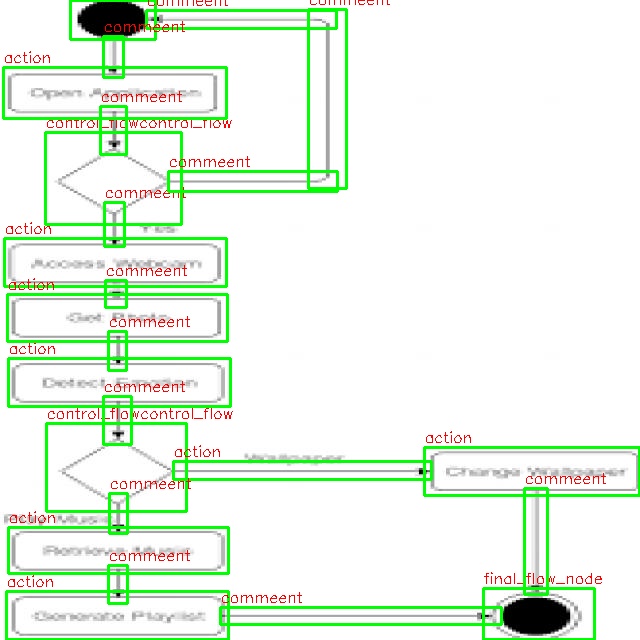 commeent
commeent
commeent
action
Open Application
commeent
control_flowcontrol_flow
commeent
commeent
Yes
action
Access Webcam
commeent
action
Get Photo
commeent
action
Detect Emotion
commeent
control_flowcontrol_flow
action
action
Wallpaper
Change Wallpaper
commeent
commeent
Music
action
Retrieve Music
commeent
action
final_flow_node
Generate Playlist
commeent